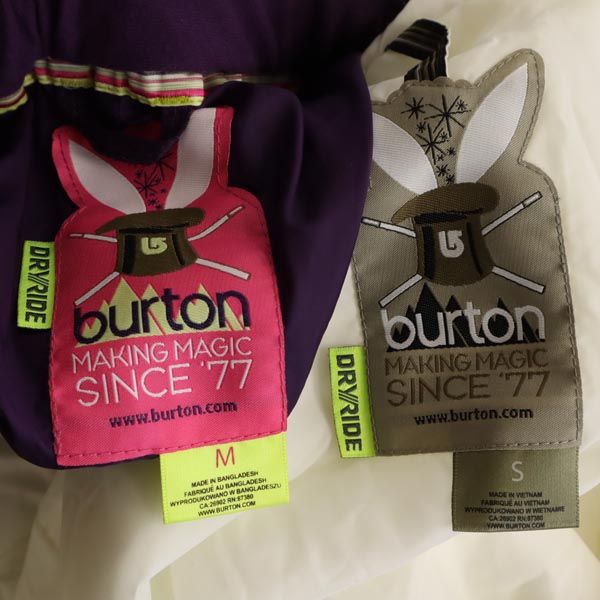 burton
MAKING MAGIC
SINCE '77
www.burton.com
DRY/RIDE
M
MADE IN BANGLADESH
FABRIQUÉ AU BANGLADESH
WYPRODUKOWANO W BANGLADESZU
CA:26902 RN:87380
WWW.BURTON.COM
burton
MAKING MAGIC
SINCE '77
www.burton.com
DRY/RIDE
S
MADE IN VIETNAM
FABRIQUÉ AU VIETNAM
WYPRODUKOWANO W WIETNAMIE
CA:26902 RN:87380
WWW.BURTON.COM